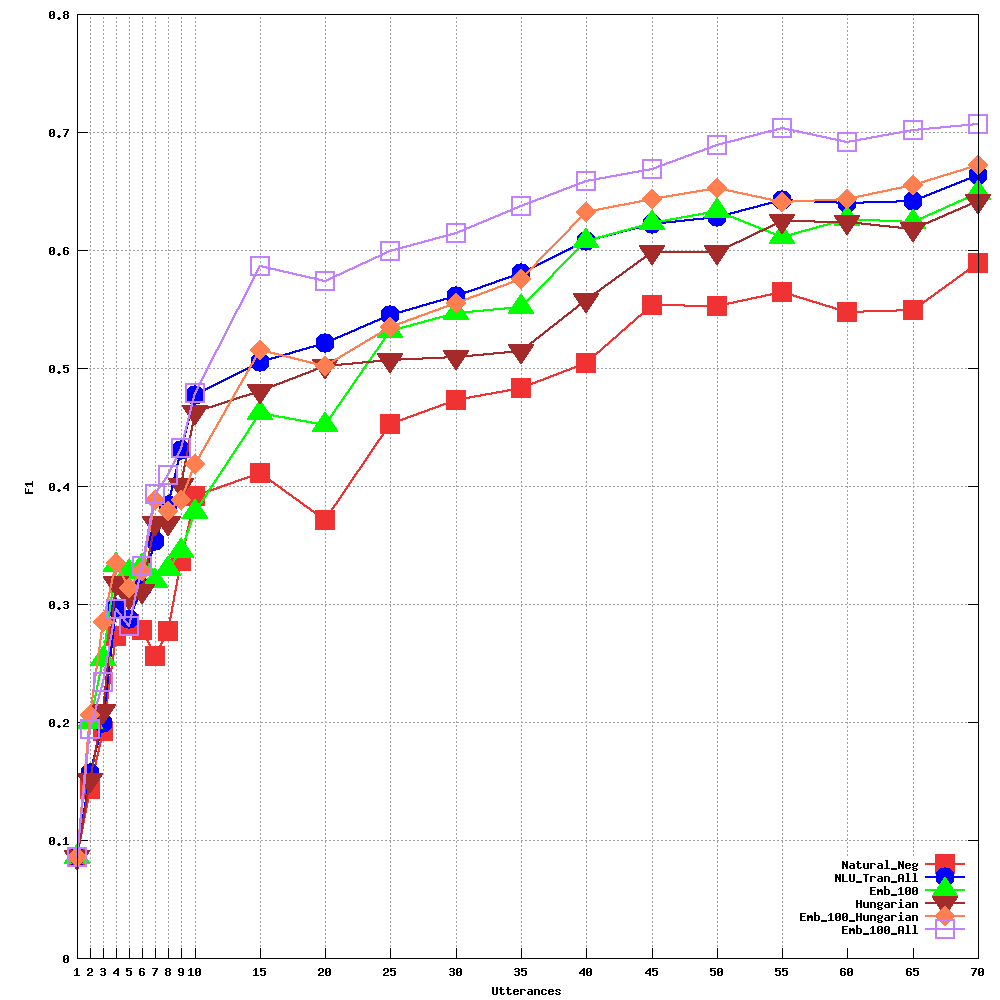 0.8
0.7
0.6
0.5
F1
0.4
0.3
0.2
0.1
0
Natural_Neg
NLU_Tran_All
Emb_100
Hungarian
Emb_100_Hungarian
Emb_100_All
1 2 3 4 5 6 7 8 9 10 15 20 25 30 35 40 45 50 55 60 65 70
Utterances